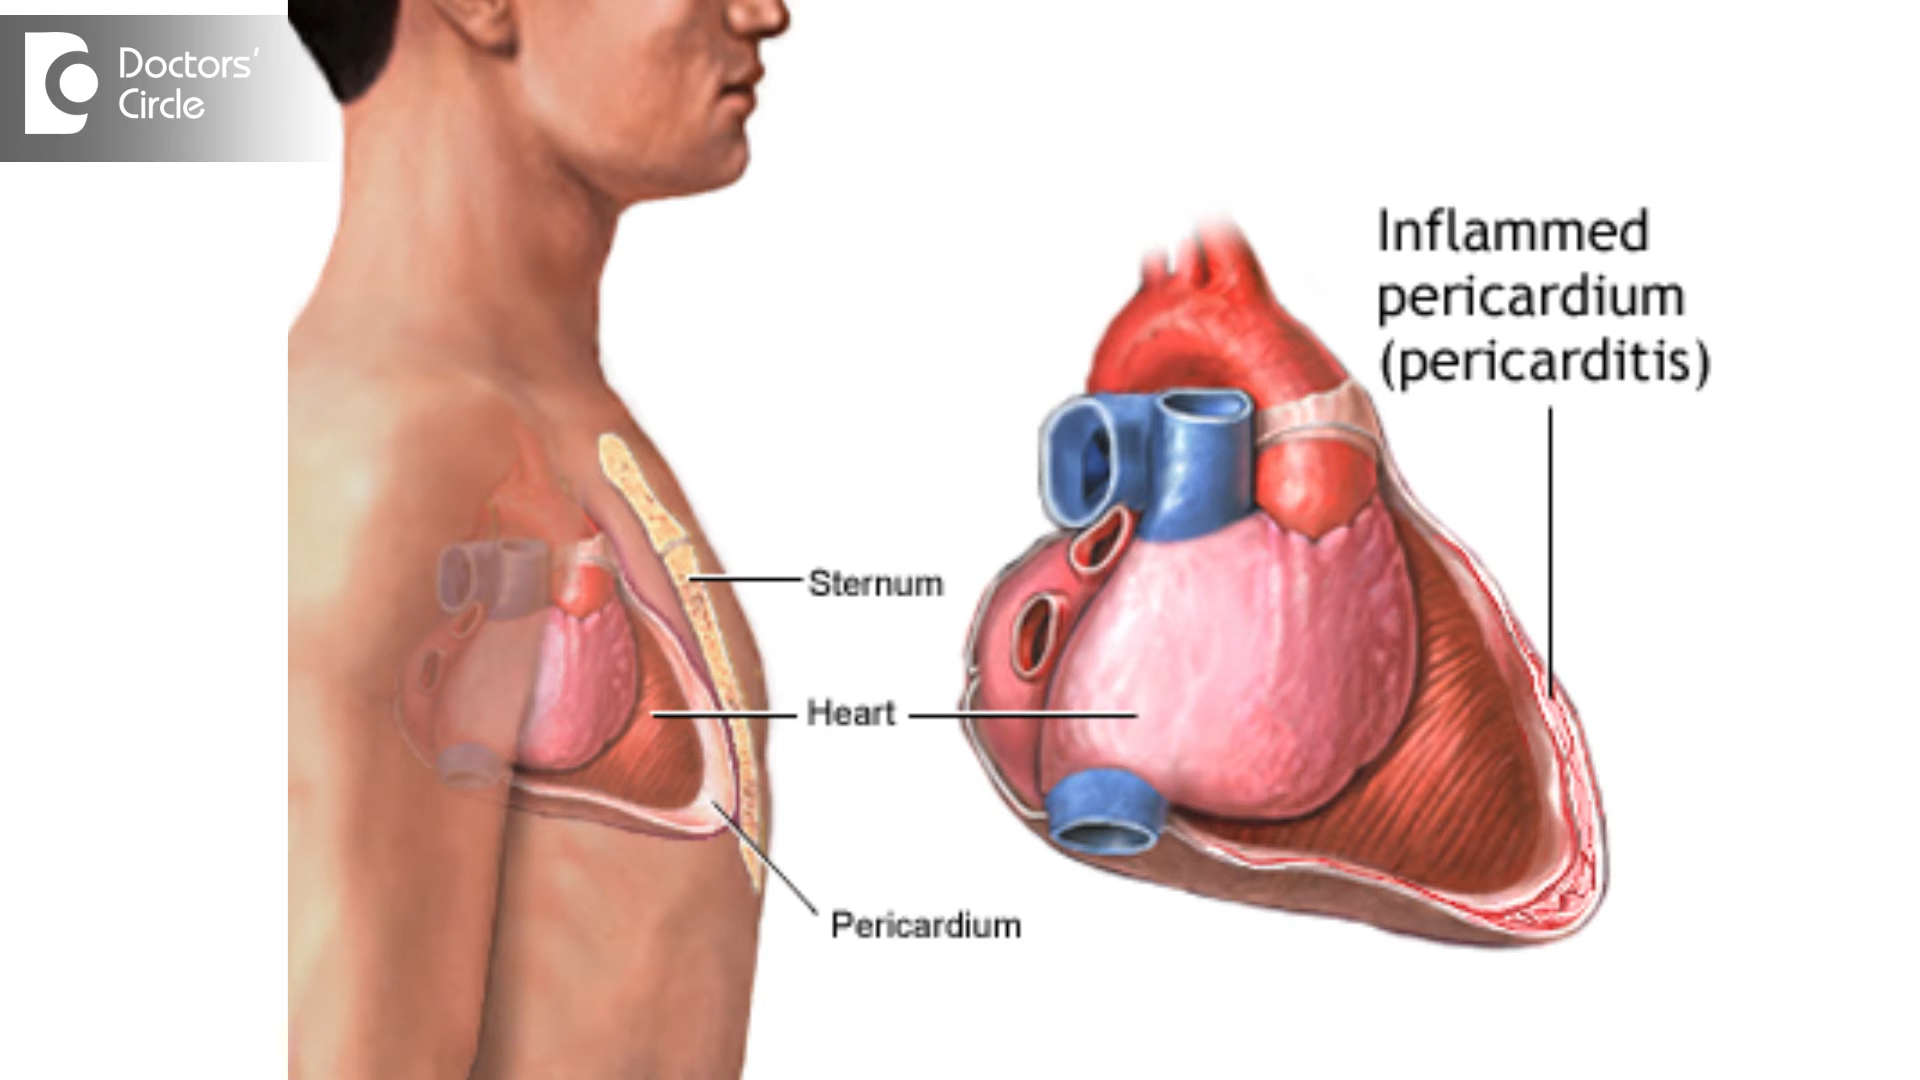 Doctors'
Circle
Inflammed
pericardium
(pericarditis)
Sternum
Heart
Pericardium